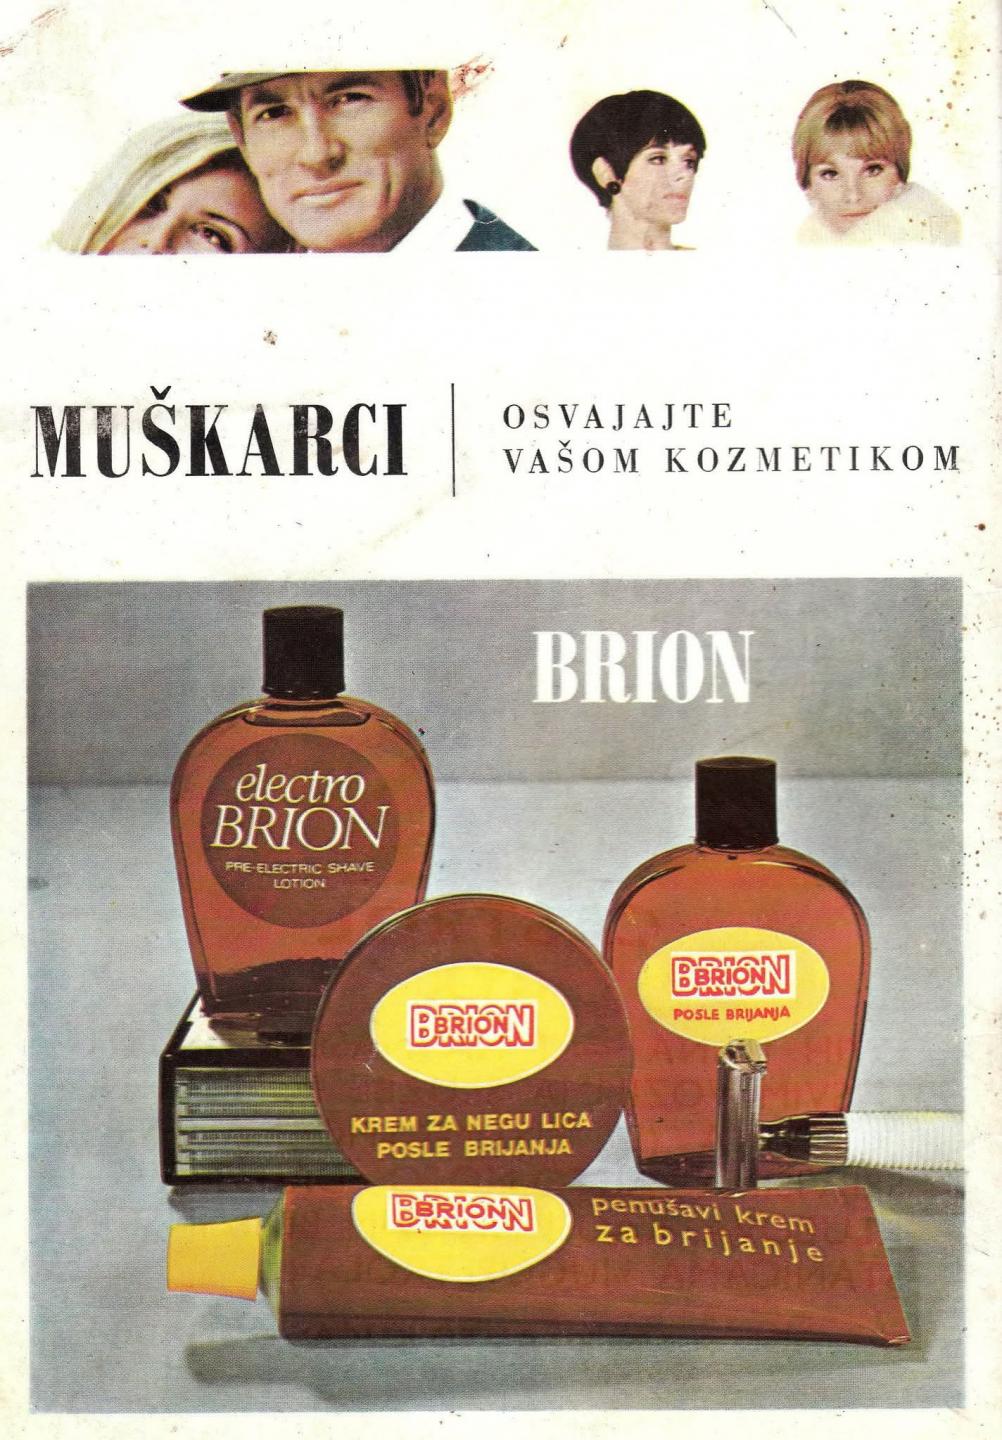 MUŠKARCI
OSVAJAJTE
VAŠOM KOZMETIKOM
BRION
electro
BRION
PRE-ELECTRIC SHAVE
LOTION
BRION
POSLE BRIJANJA
BRION
KREM ZA NEGU LICA
POSLE BRIJANJA
BRION
penušavi krem
za brijanje